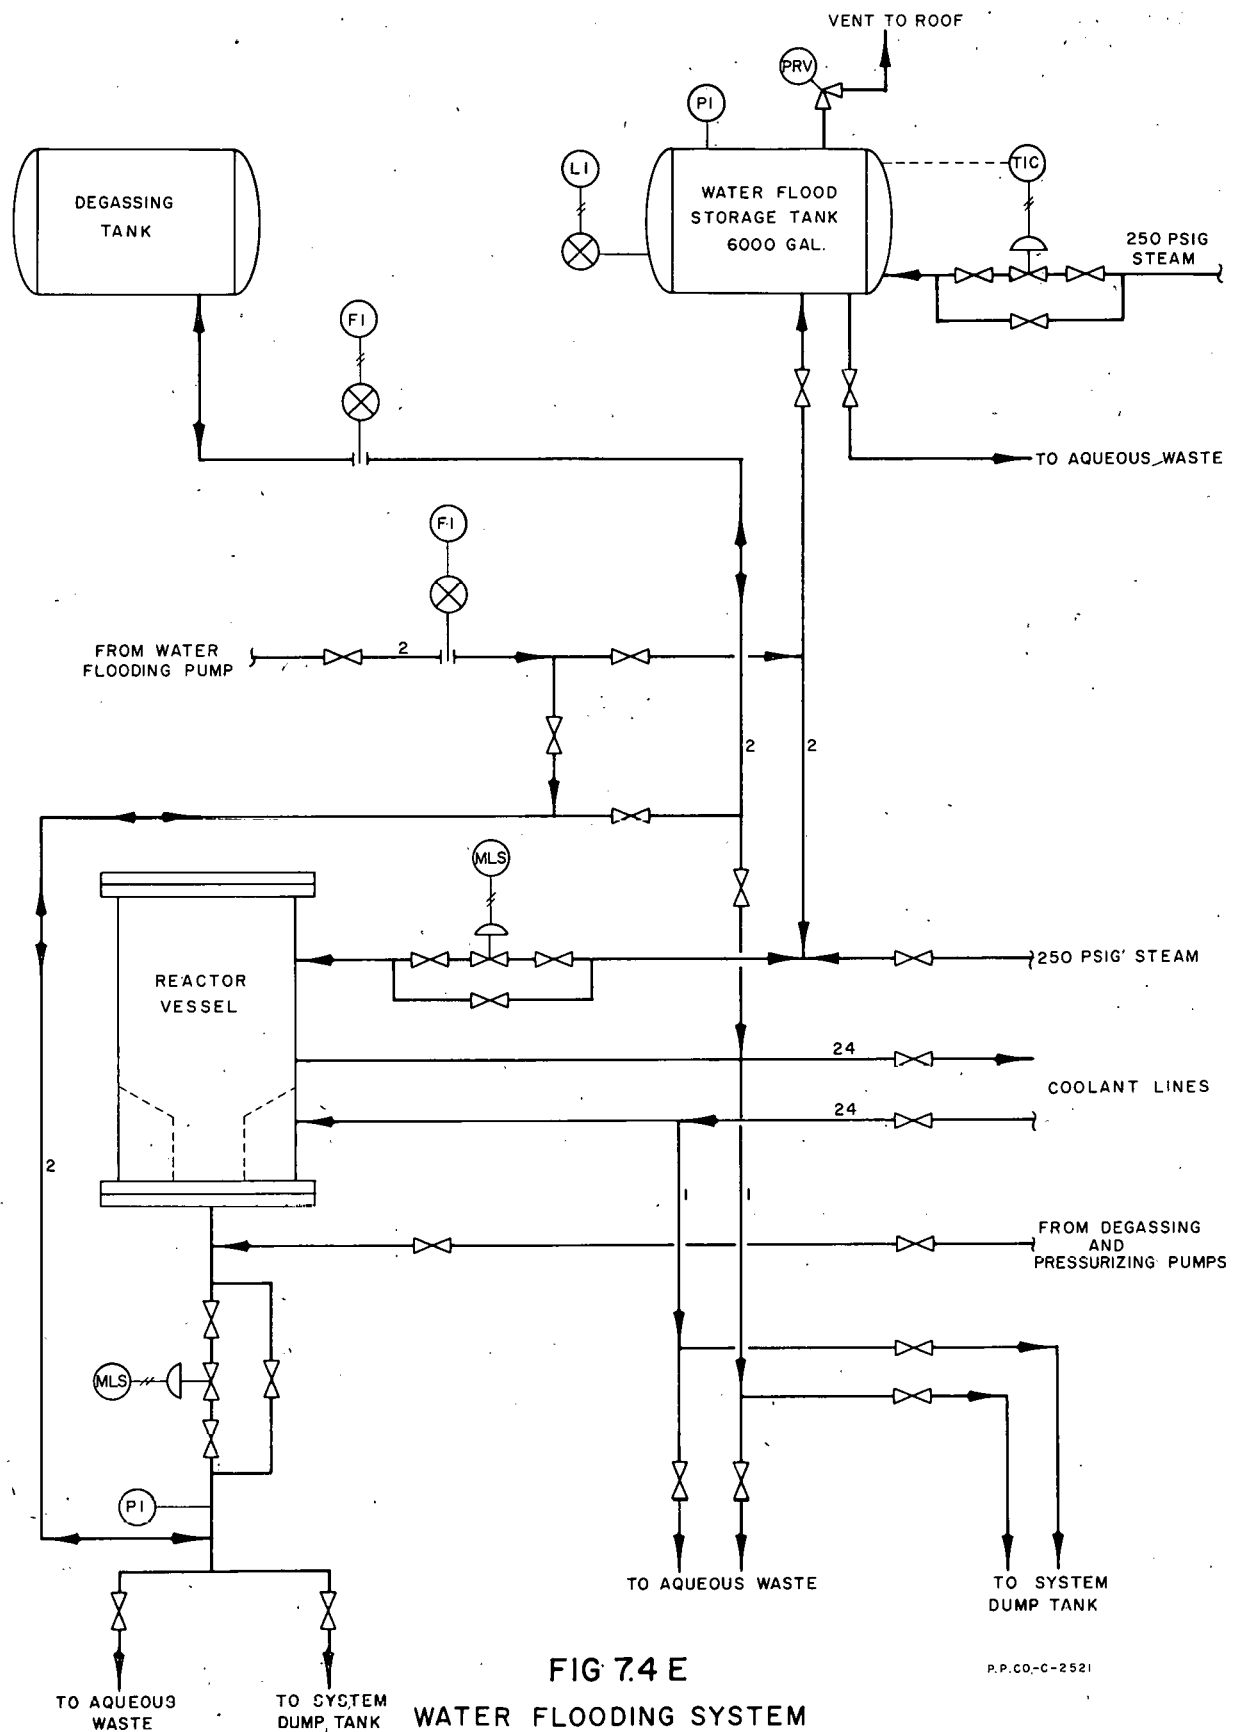 VENT TO ROOF
PRV
PI
LI
TIC
DEGASSING
TANK
WATER FLOOD
STORAGE TANK
6000 GAL.
250 PSIG
STEAM
FI
TO AQUEOUS WASTE
FI
FROM WATER
FLOODING PUMP
2
2
2
MLS
REACTOR
VESSEL
250 PSIG STEAM
24
COOLANT LINES
24
2
1
1
FROM DEGASSING
AND
PRESSURIZING PUMPS
MLS
PI
TO AQUEOUS WASTE
TO SYSTEM
DUMP TANK
TO AQUEOUS
WASTE
TO SYSTEM
DUMP TANK
FIG 7.4 E
WATER FLOODING SYSTEM
P.P.CO.-C-2521